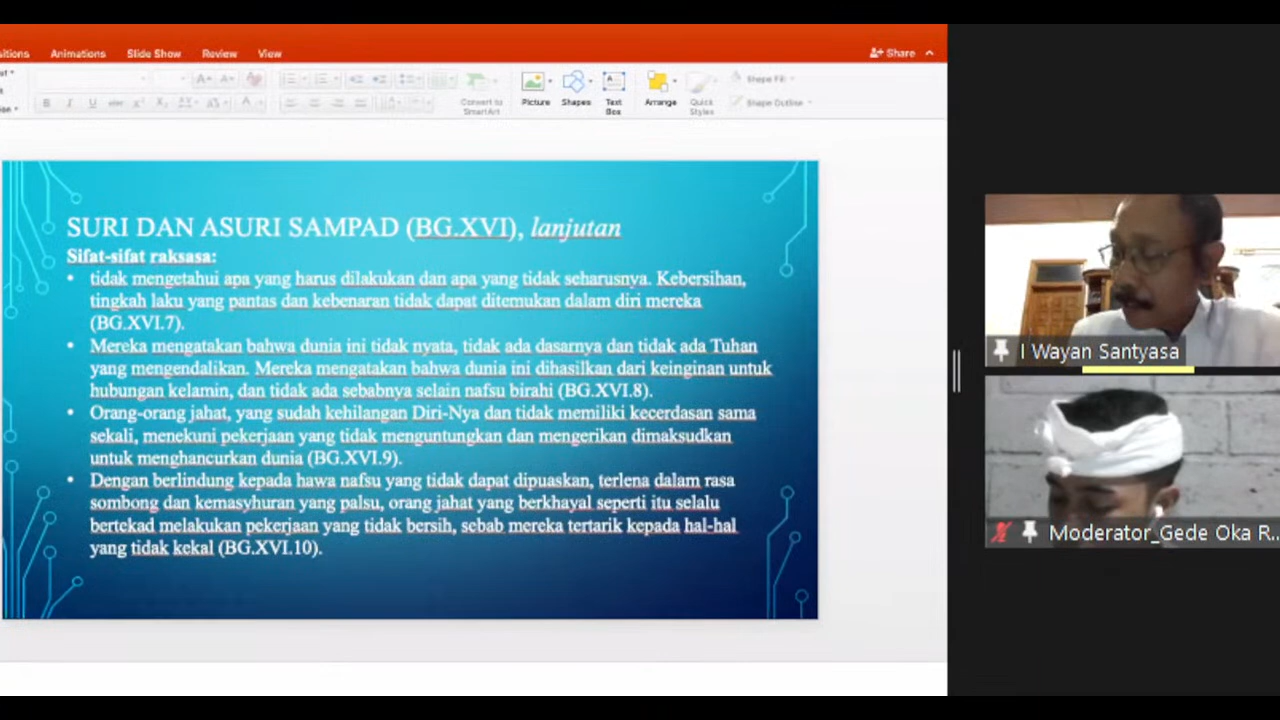 Animations Slide Show Review View Share
Convert to
SmartArt
Picture Shapes Text
Box
Arrange Quick
Styles
Shape Fill
Shape Outline
SURI DAN ASURI SAMPAD (BG.XVI), lanjutan
Sifat-sifat raksasa:
• tidak mengetahui apa yang harus dilakukan dan apa yang tidak seharusnya. Kebersihan,
tingkah laku yang pantas dan kebenaran tidak dapat ditemukan dalam diri mereka
(BG.XVI.7).
• Mereka mengatakan bahwa dunia ini tidak nyata, tidak ada dasarnya dan tidak ada Tuhan
yang mengendalikan. Mereka mengatakan bahwa dunia ini dihasilkan dari keinginan untuk
hubungan kelamin, dan tidak ada sebabnya selain nafsu birahi (BG.XVI.8).
• Orang-orang jahat, yang sudah kehilangan Diri-Nya dan tidak memiliki kecerdasan sama
sekali, menekuni pekerjaan yang tidak menguntungkan dan mengerikan dimaksudkan
untuk menghancurkan dunia (BG.XVI.9).
• Dengan berlindung kepada hawa nafsu yang tidak dapat dipuaskan, terlena dalam rasa
sombong dan kemasyhuran yang palsu, orang jahat yang berkhayal seperti itu selalu
bertekad melakukan pekerjaan yang tidak bersih, sebab mereka tertarik kepada hal-hal
yang tidak kekal (BG.XVI.10).
I Wayan Santyasa
Moderator_Gede Oka R...